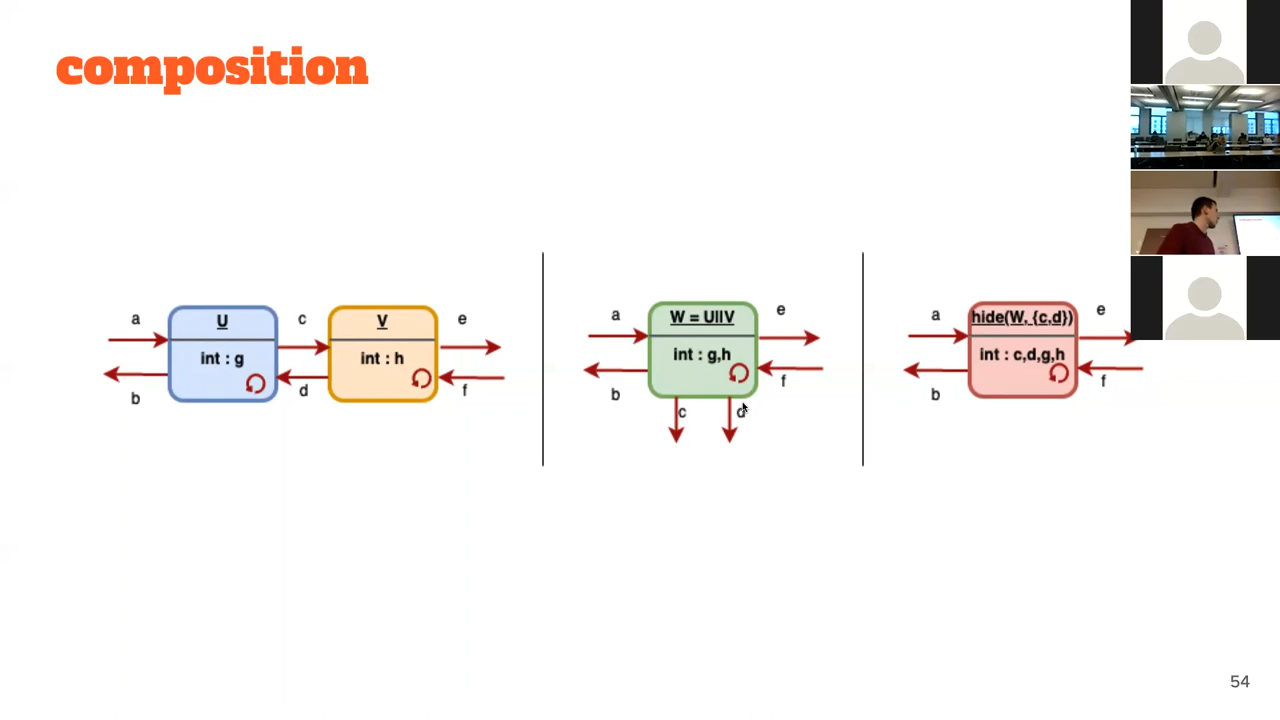 composition
a
U
int : g
b
c
d
V
int : h
e
f
a
W = U||V
int : g,h
b
e
f
c
d
a
hide(W, {c,d})
int : c,d,g,h
b
e
f
54